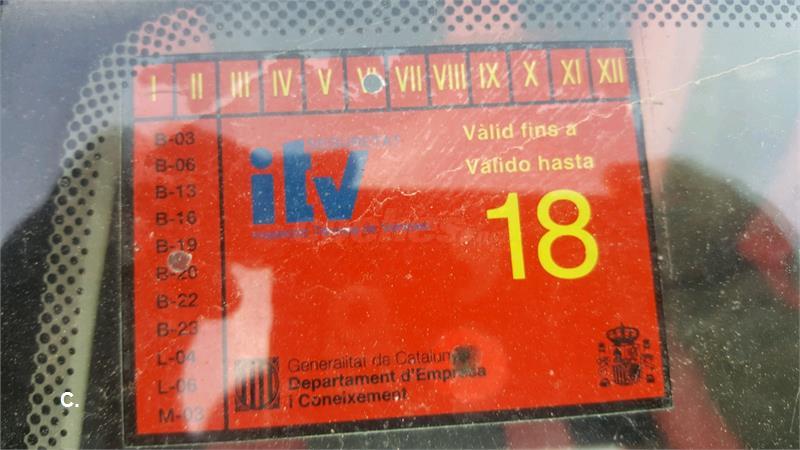 I II III IV V VI VII VIII IX X XI XII
B-03
B-06
B-13
B-16
B-19
B-20
B-22
B-23
L-04
L-06
M-03
itv
Vàlid fins a
Válido hasta
18
Generalitat de Catalunya
Departament d'Empresa
i Coneixement
C.